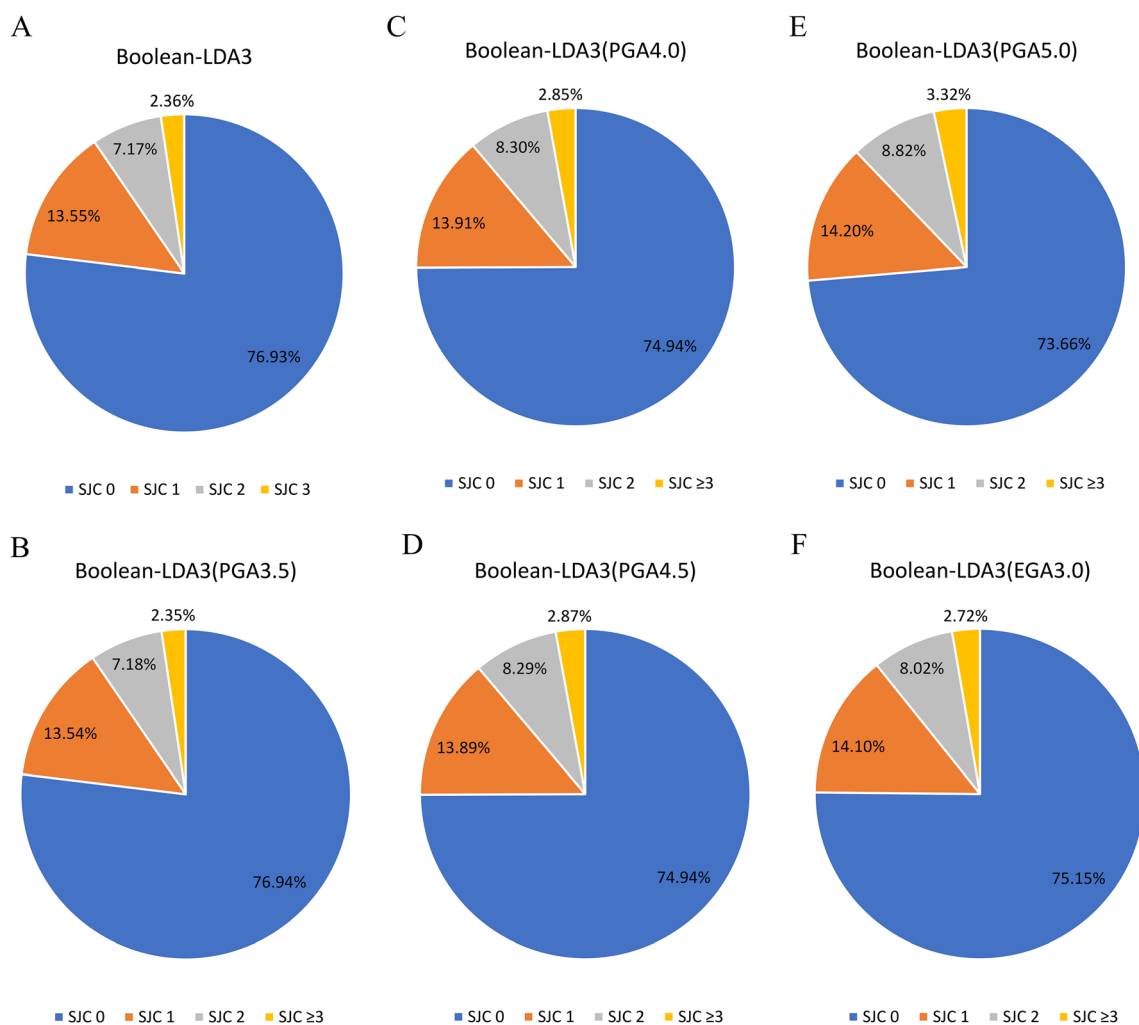 A
Boolean-LDA3
2.36%
7.17%
13.55%
76.93%
SJC 0 SJC 1 SJC 2 SJC 3
B
Boolean-LDA3(PGA3.5)
2.35%
7.18%
13.54%
76.94%
SJC 0 SJC 1 SJC 2 SJC ≥3
C
Boolean-LDA3(PGA4.0)
2.85%
8.30%
13.91%
74.94%
SJC 0 SJC 1 SJC 2 SJC ≥3
D
Boolean-LDA3(PGA4.5)
2.87%
8.29%
13.89%
74.94%
SJC 0 SJC 1 SJC 2 SJC ≥3
E
Boolean-LDA3(PGA5.0)
3.32%
8.82%
14.20%
73.66%
SJC 0 SJC 1 SJC 2 SJC ≥3
F
Boolean-LDA3(EGA3.0)
2.72%
8.02%
14.10%
75.15%
SJC 0 SJC 1 SJC 2 SJC ≥3